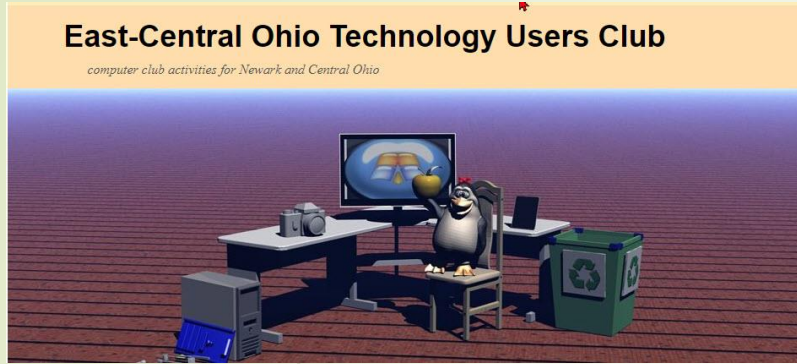 East-Central Ohio Technology Users Club
computer club activities for Newark and Central Ohio